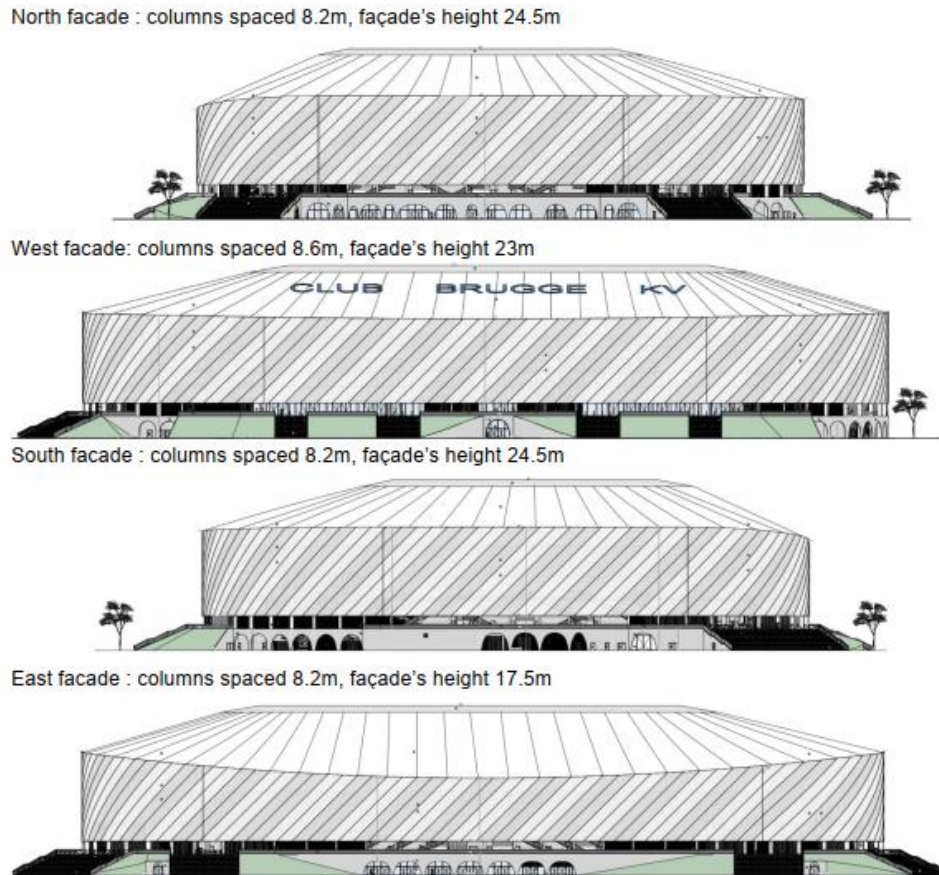 North facade : columns spaced 8.2m, façade’s height 24.5m
West facade: columns spaced 8.6m, façade’s height 23m
CLUB BRUGGE KV
South facade : columns spaced 8.2m, façade’s height 24.5m
East facade : columns spaced 8.2m, façade’s height 17.5m